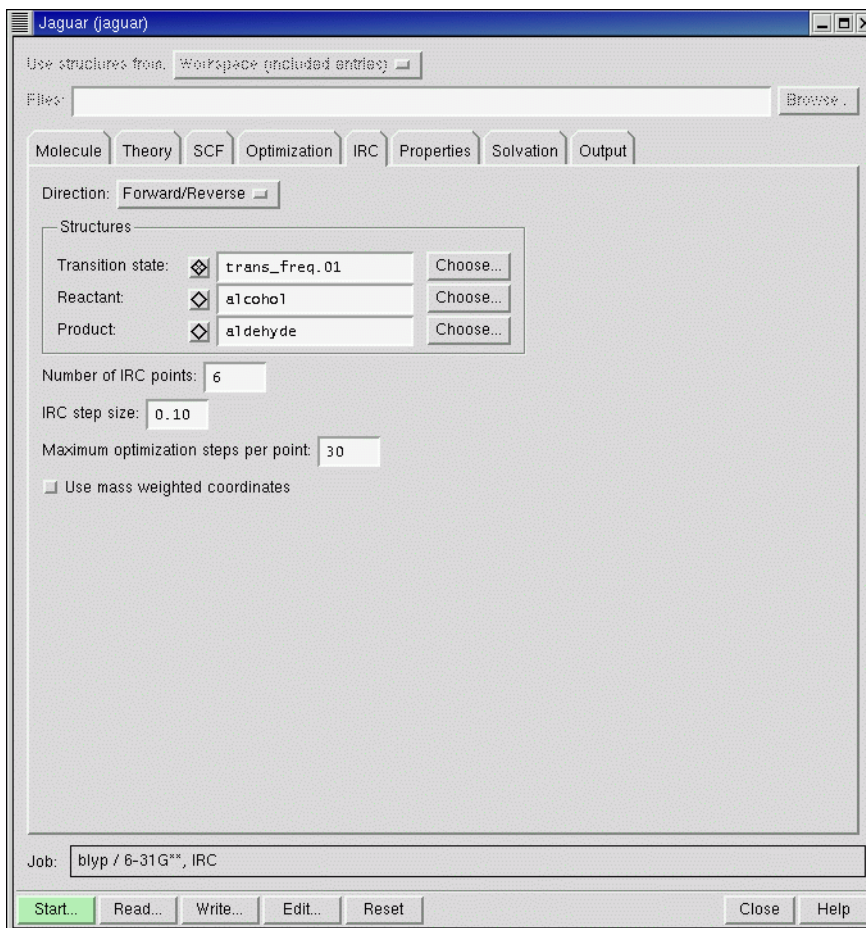 Jaguar (jaguar)
Use structures from: Workspace (included entries)
Files: Browse...
Molecule Theory SCF Optimization IRC Properties Solvation Output
Direction: Forward/Reverse
Structures
Transition state: trans_freq.01 Choose...
Reactant: alcohol Choose...
Product: aldehyde Choose...
Number of IRC points: 6
IRC step size: 0.10
Maximum optimization steps per point: 30
Use mass weighted coordinates
Job: blyp / 6-31G**, IRC
Start... Read... Write... Edit... Reset Close Help